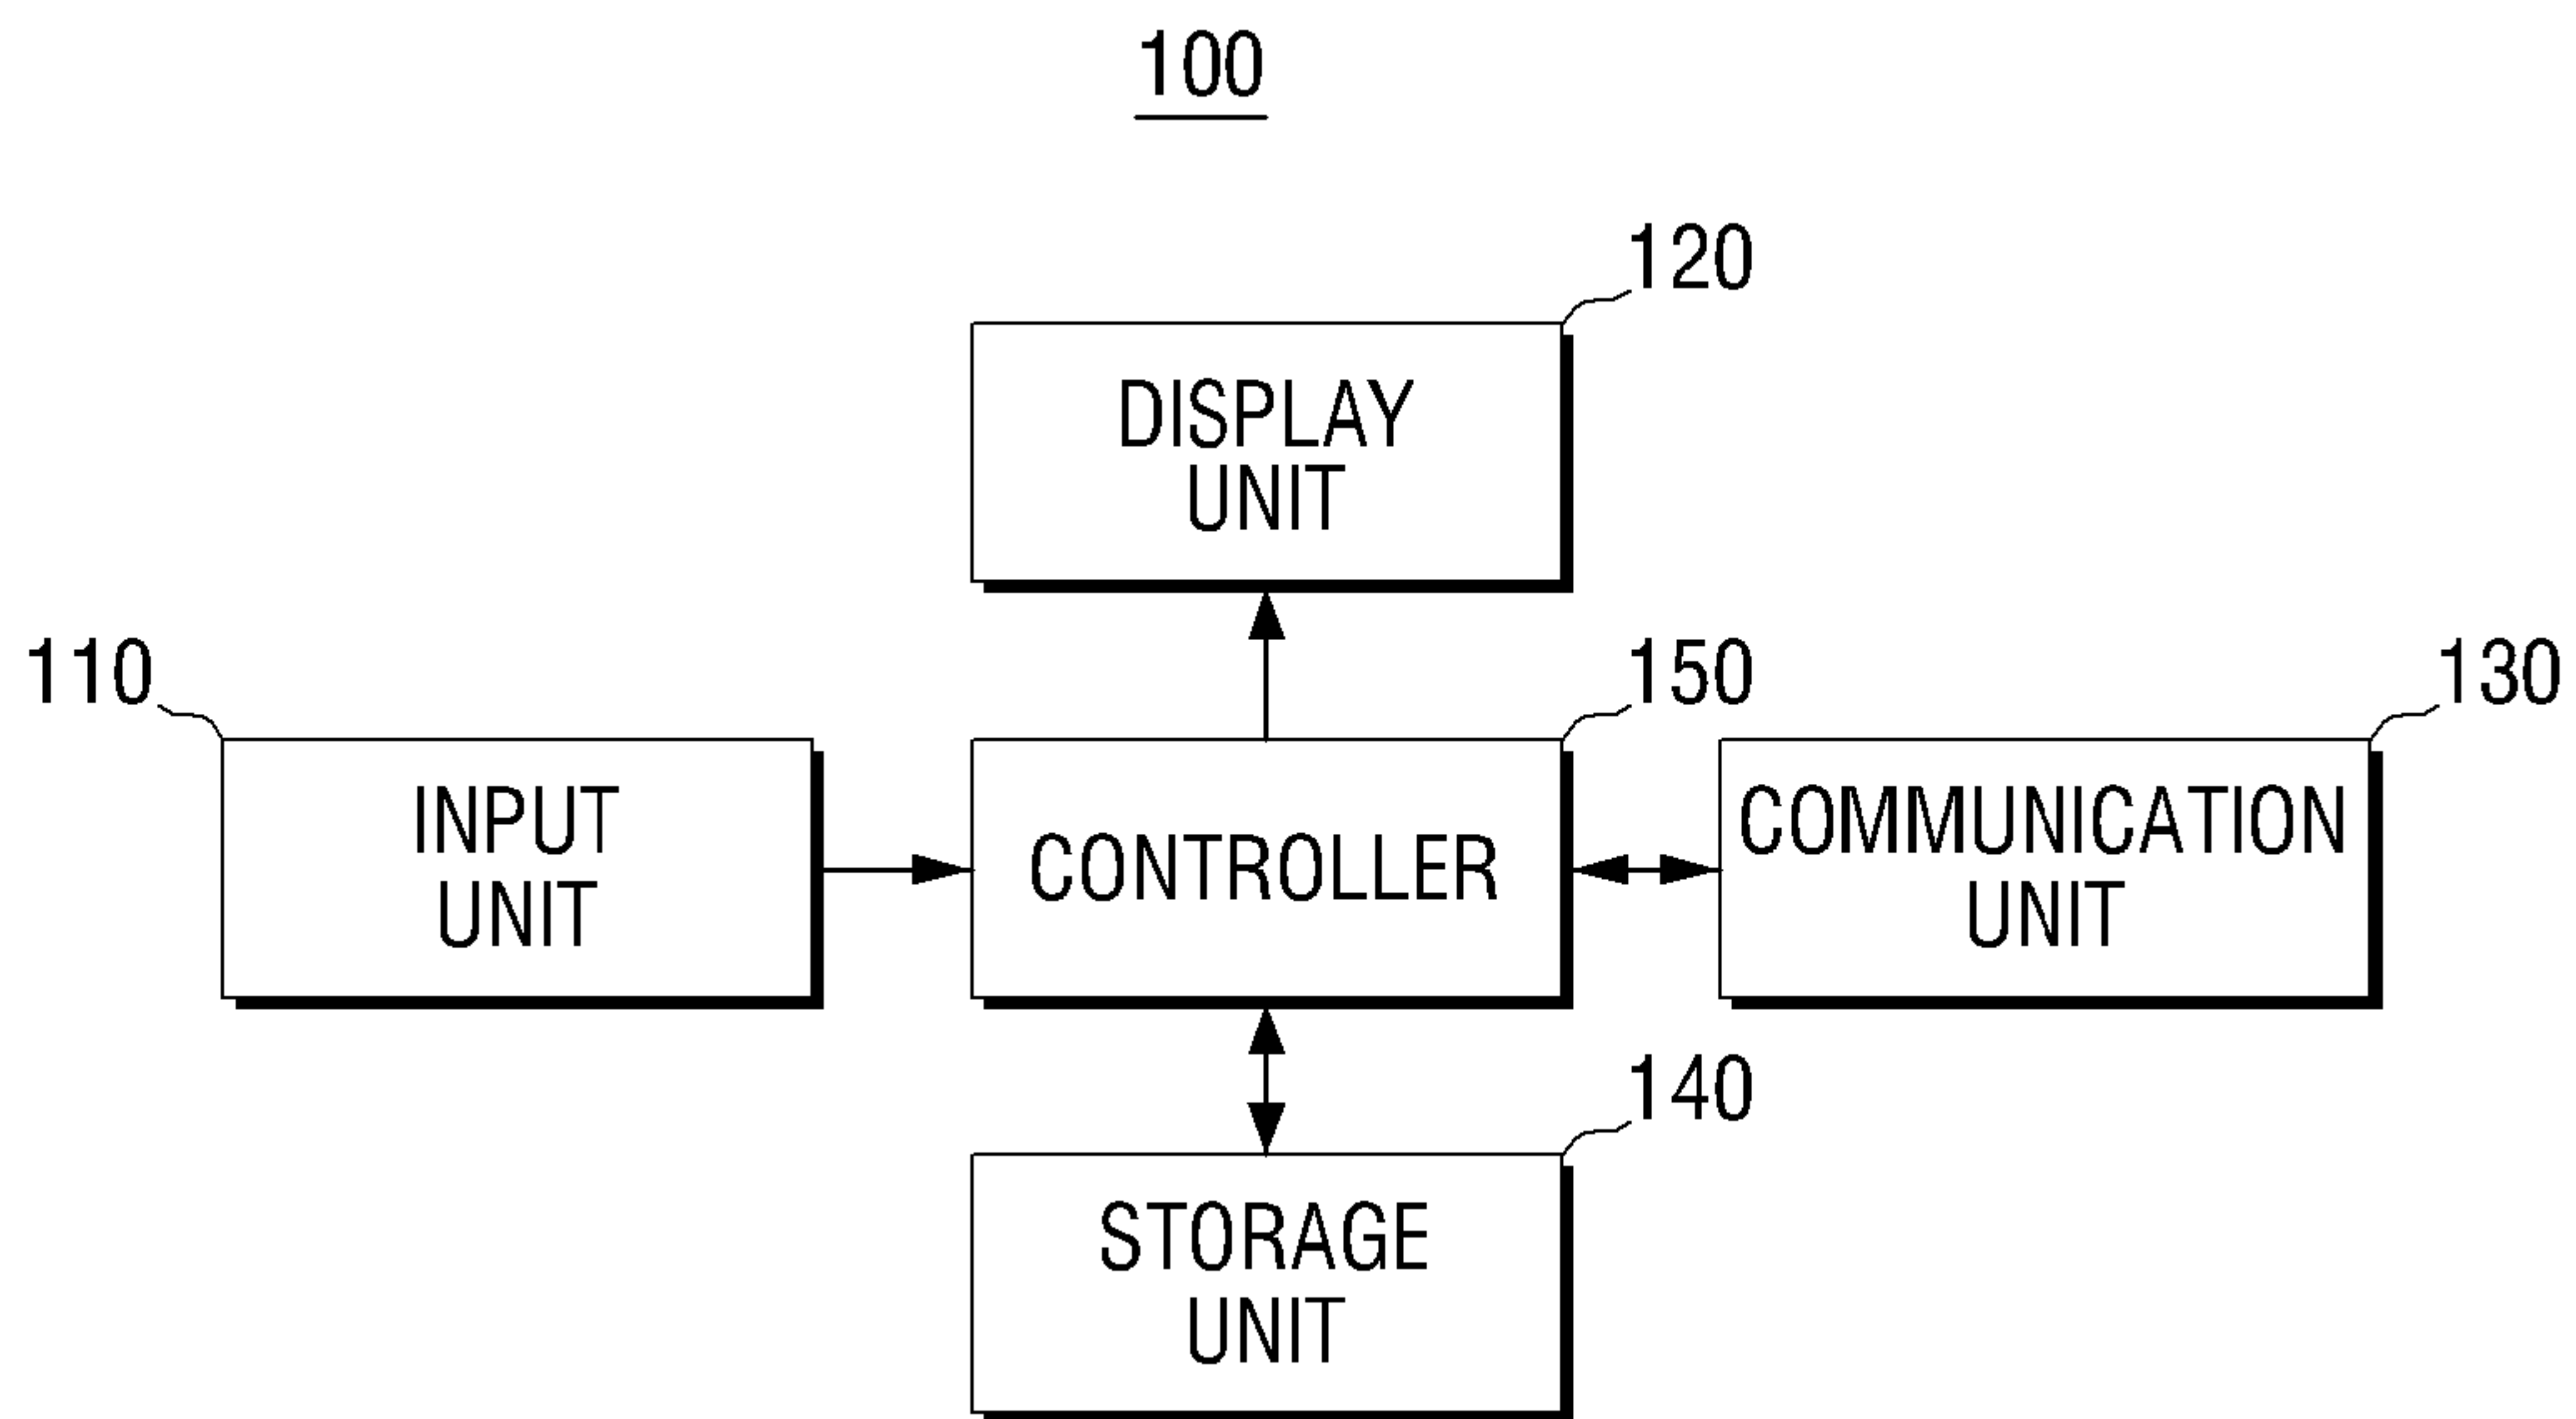 100
120
DISPLAY
UNIT
110
150
130
INPUT
UNIT
CONTROLLER
COMMUNICATION
UNIT
140
STORAGE
UNIT